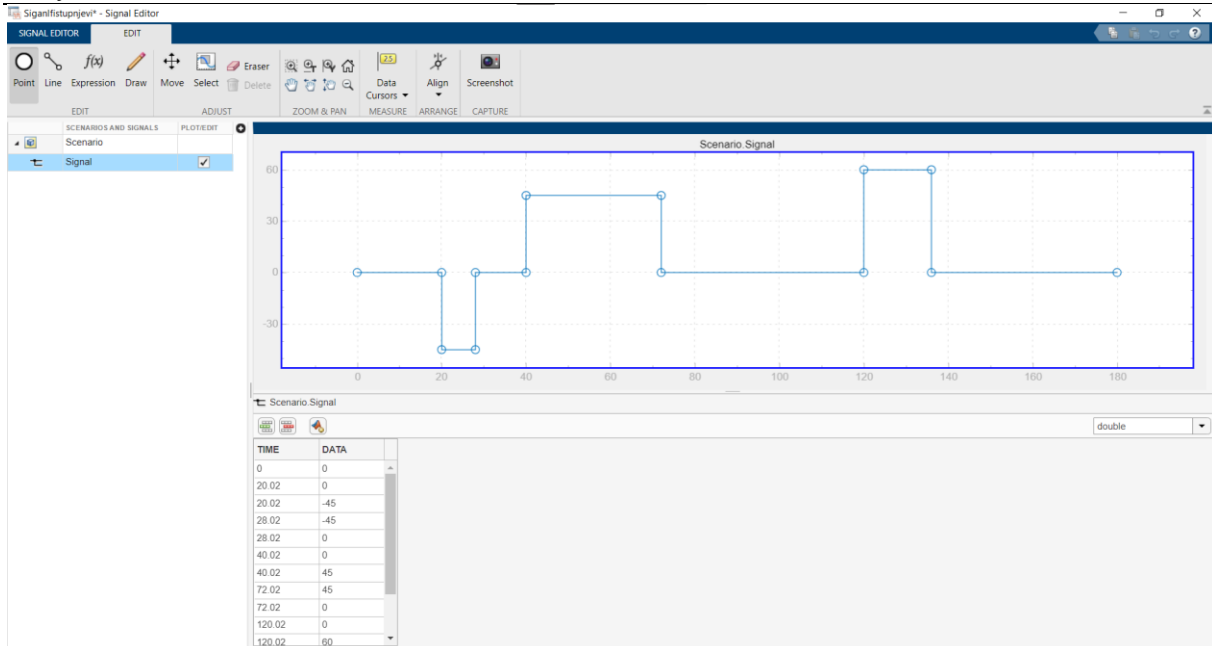 Siganlfistupnjevi* - Signal Editor
SIGNAL EDITOR EDIT
f(x) Eraser 2.5
Point Line Expression Draw Move Select Delete Data Cursors Align Screenshot
EDIT ADJUST ZOOM & PAN MEASURE ARRANGE CAPTURE
SCENARIOS AND SIGNALS PLOT/EDIT
Scenario
Signal
Scenario.Signal
60
30
0
-30
0 20 40 60 80 100 120 140 160 180
Scenario.Signal
double
TIME DATA
0 0
20.02 0
20.02 -45
28.02 -45
28.02 0
40.02 0
40.02 45
72.02 45
72.02 0
120.02 0
120.02 60